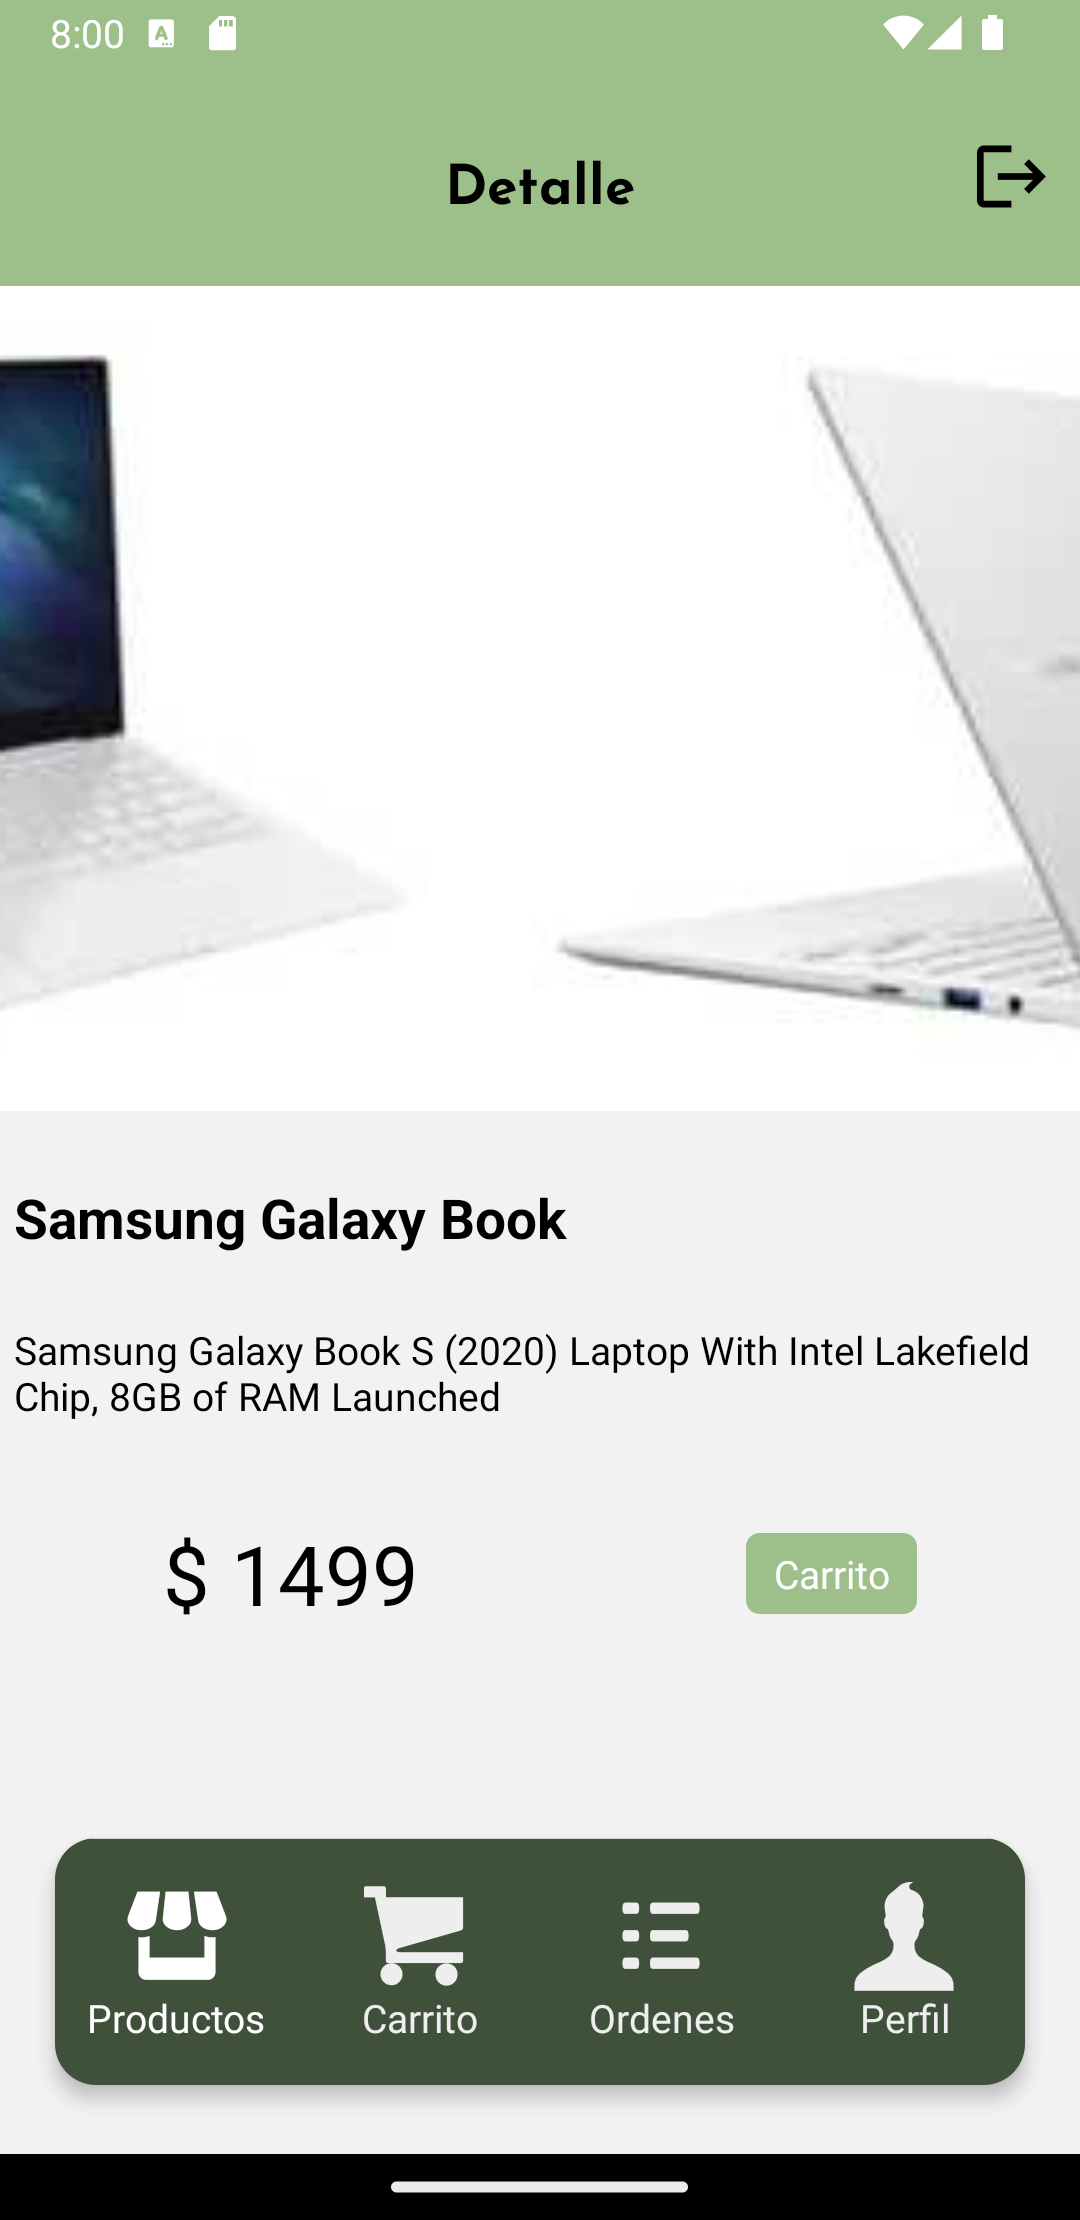 8:00
Detalle
Samsung Galaxy Book
Samsung Galaxy Book S (2020) Laptop With Intel Lakefield
Chip, 8GB of RAM Launched
$ 1499
Carrito
Productos
Carrito
Ordenes
Perfil